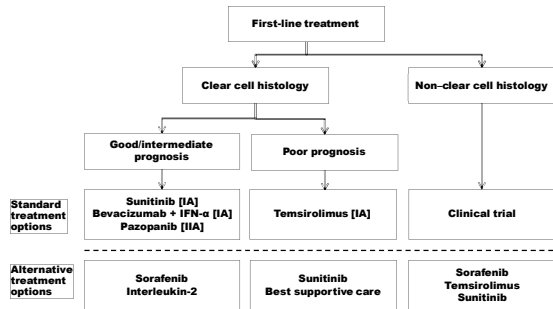 First-line treatment
Clear cell histology
Non–clear cell histology
Good/intermediate
prognosis
Poor prognosis
Standard
treatment
options
Sunitinib [IA]
Bevacizumab + IFN-α [IA]
Pazopanib [IIA]
Temsirolimus [IA]
Clinical trial
Alternative
treatment
options
Sorafenib
Interleukin-2
Sunitinib
Best supportive care
Sorafenib
Temsirolimus
Sunitinib